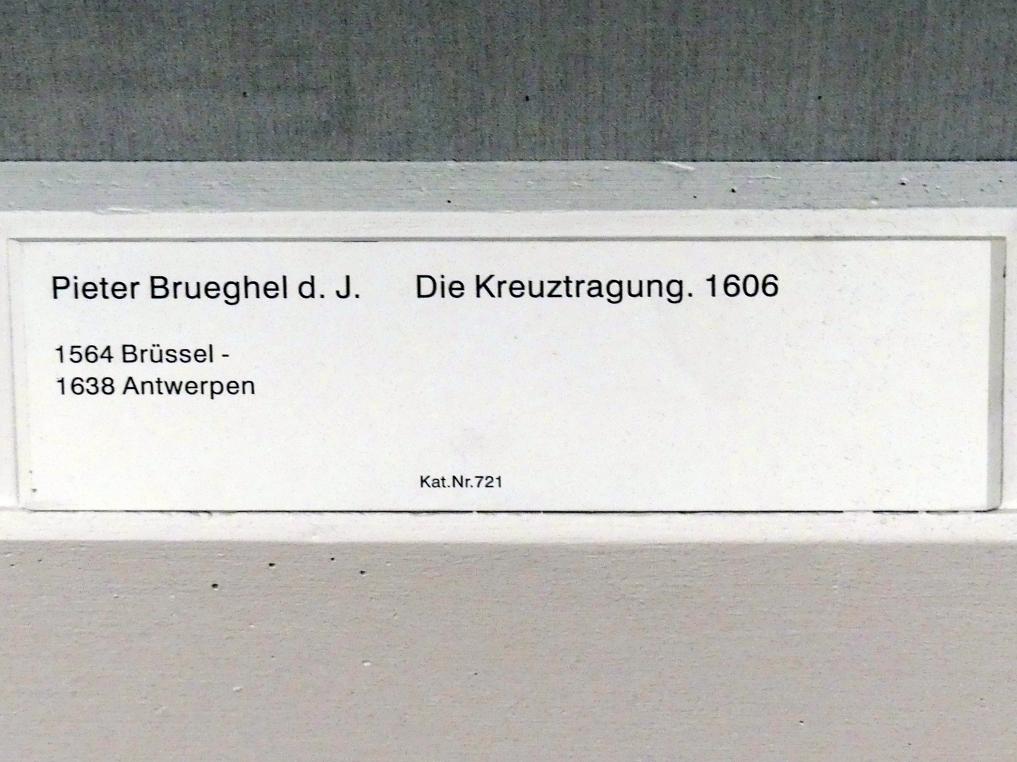 Pieter Brueghel d. J. Die Kreuztragung. 1606
1564 Brüssel -
1638 Antwerpen
Kat.Nr.721